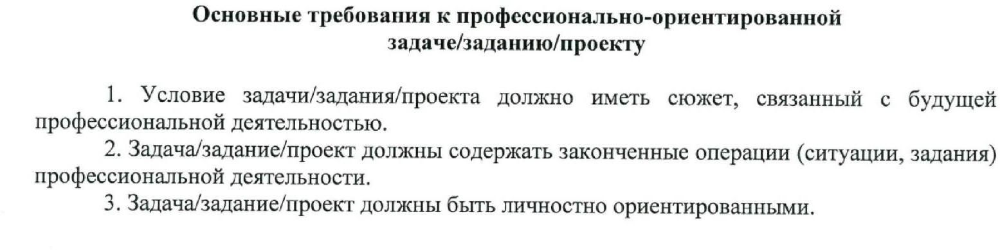 Основные требования к профессионально-ориентированной
задаче/заданию/проекту
1. Условие задачи/задания/проекта должно иметь сюжет, связанный с будущей
профессиональной деятельностью.
2. Задача/задание/проект должны содержать законченные операции (ситуации, задания)
профессиональной деятельности.
3. Задача/задание/проект должны быть личностно ориентированными.